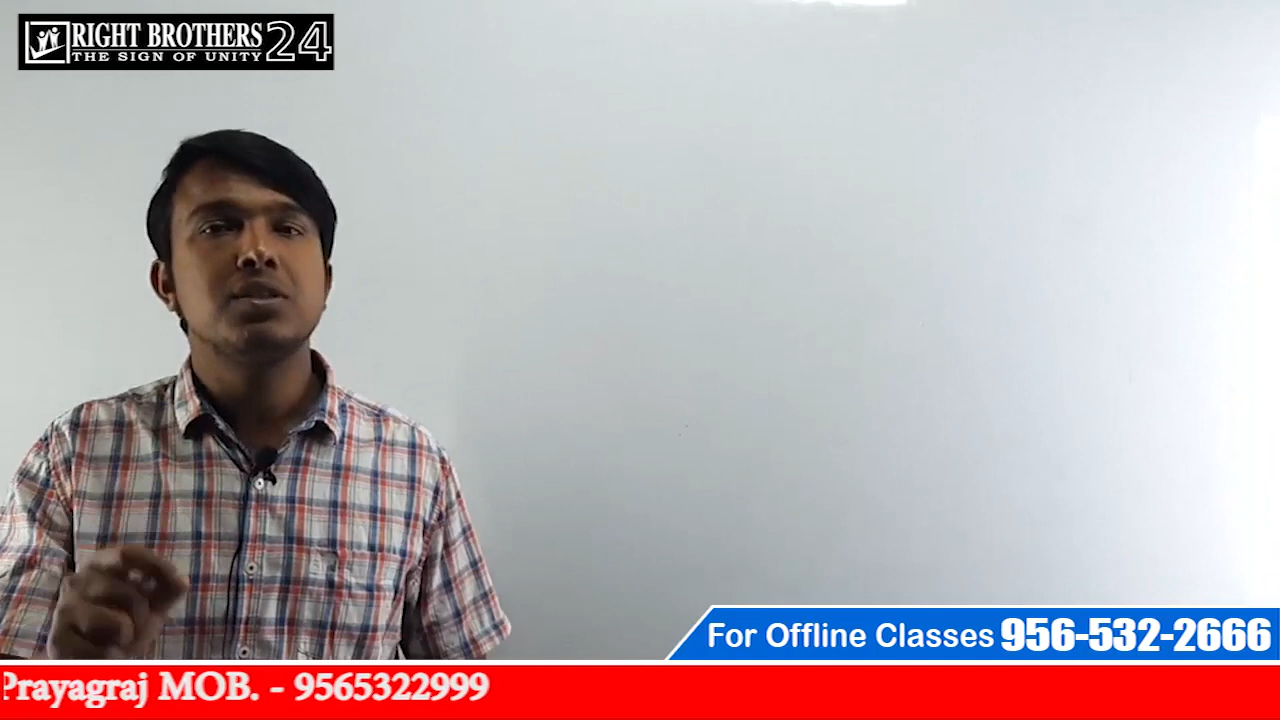 RIGHT BROTHERS 24
THE SIGN OF UNITY
For Offline Classes 956-532-2666
Prayagraj MOB. - 9565322999